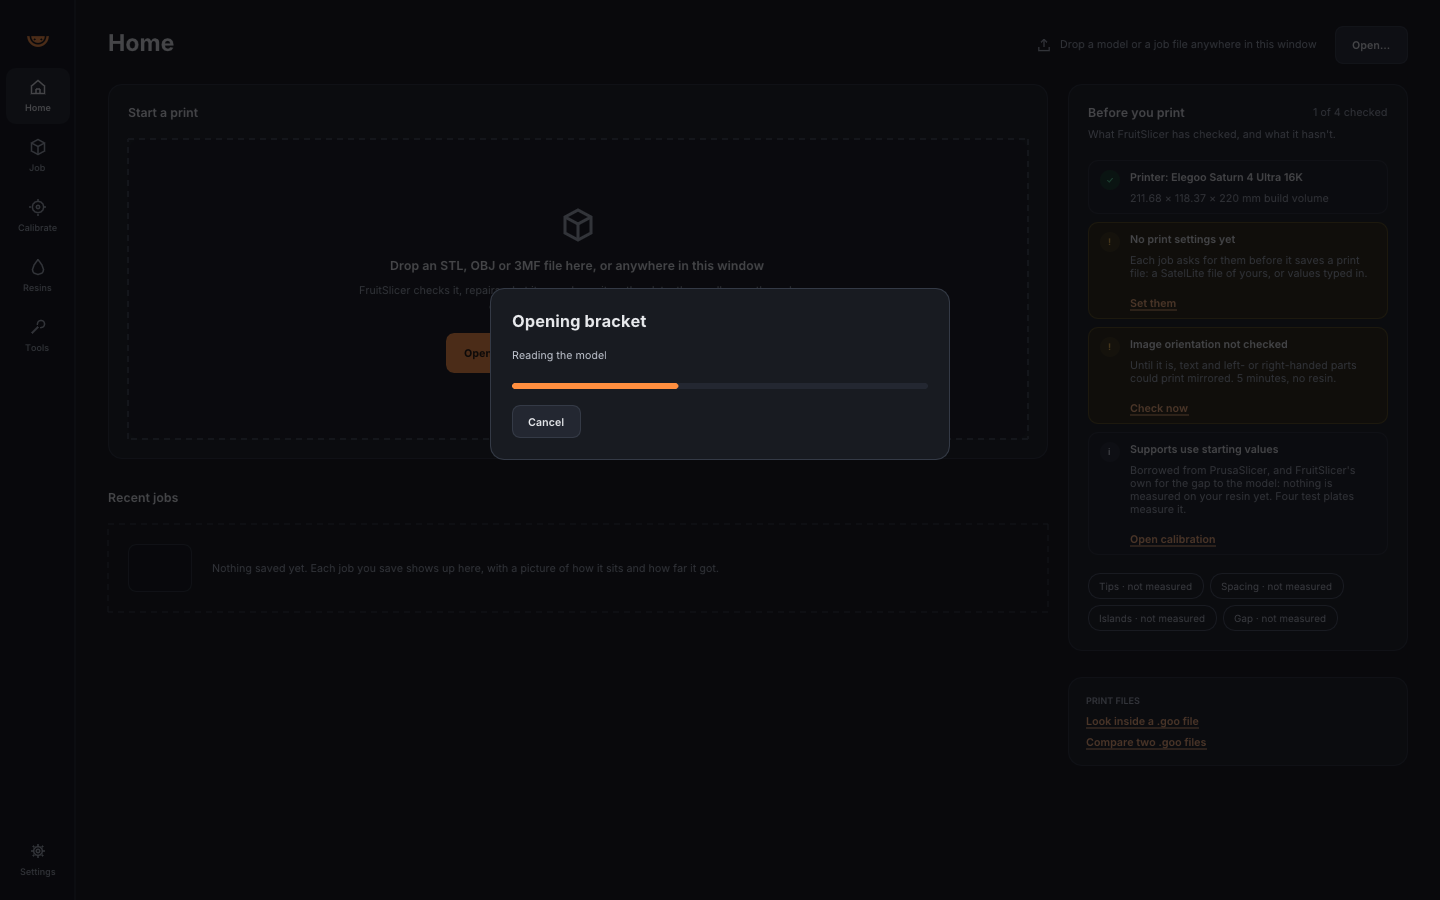 Home
Drop a model or a job file anywhere in this window
Open...
Home
Job
Calibrate
Resins
Tools
Settings
Start a print
Drop an STL, OBJ or 3MF file here, or anywhere in this window
FruitSlicer checks it,
Open
Opening bracket
Reading the model
Cancel
Recent jobs
Nothing saved yet. Each job you save shows up here, with a picture of how it sits and how far it got.
Before you print
1 of 4 checked
What FruitSlicer has checked, and what it hasn't.
Printer: Elegoo Saturn 4 Ultra 16K
211.68 × 118.37 × 220 mm build volume
No print settings yet
Each job asks for them before it saves a print
file: a SatelLite file of yours, or values typed in.
Set them
Image orientation not checked
Until it is, text and left- or right-handed parts
could print mirrored. 5 minutes, no resin.
Check now
Supports use starting values
Borrowed from PrusaSlicer, and FruitSlicer's
own for the gap to the model: nothing is
measured on your resin yet. Four test plates
measure it.
Open calibration
Tips · not measured
Spacing · not measured
Islands · not measured
Gap · not measured
PRINT FILES
Look inside a .goo file
Compare two .goo files